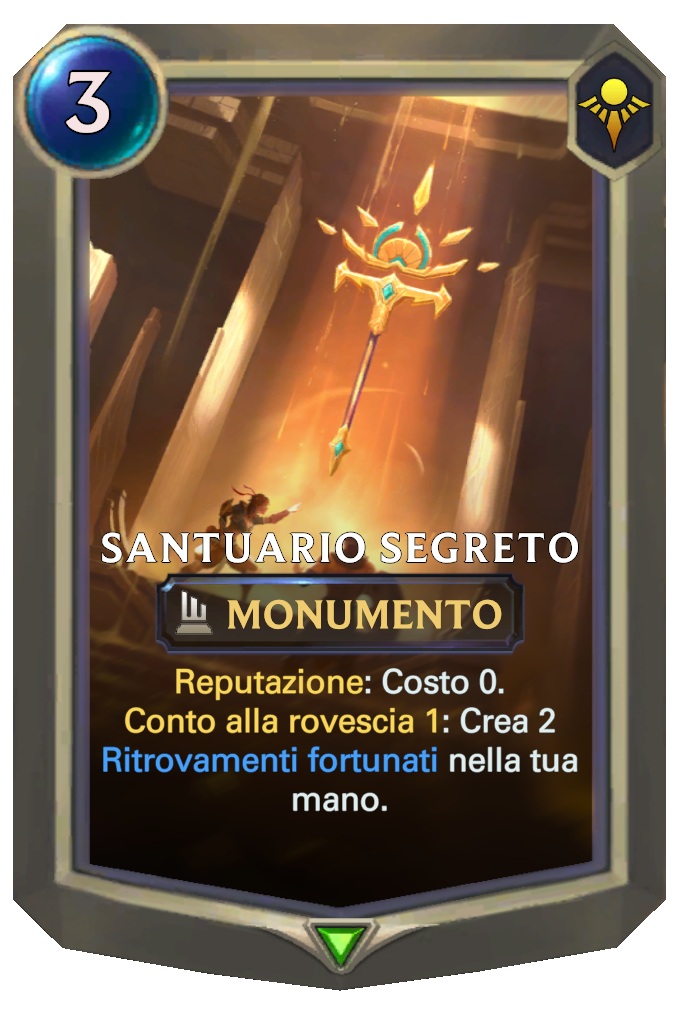 3
SANTUARIO SEGRETO
MONUMENTO
Reputazione: Costo 0.
Conto alla rovescia 1: Crea 2
Ritrovamenti fortunati nella tua
mano.